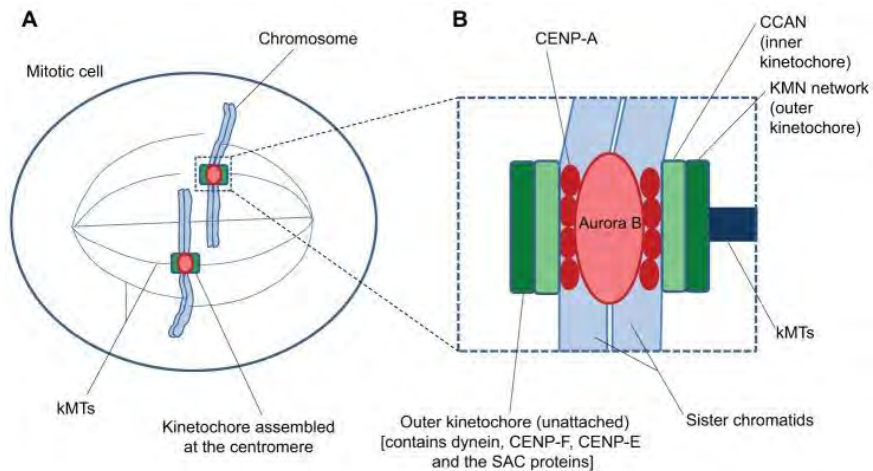 A
Chromosome
Mitotic cell
kMTs
Kinetochore assembled
at the centromere
B
CENP-A
CCAN
(inner
kinetochore)
KMN network
(outer
kinetochore)
Aurora B
kMTs
Outer kinetochore (unattached)
[contains dynein, CENP-F, CENP-E
and the SAC proteins]
Sister chromatids